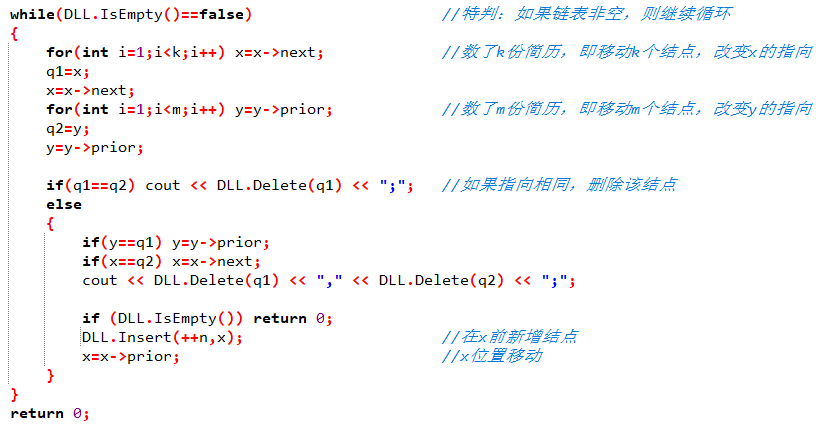 while(DLL.IsEmpty()==false) //特判：如果链表非空，则继续循环
{
for(int i=1;i<k;i++) x=x->next; //数了k份简历，即移动k个结点，改变x的指向
q1=x;
x=x->next;
for(int i=1;i<m;i++) y=y->prior; //数了m份简历，即移动m个结点，改变y的指向
q2=y;
y=y->prior;
if(q1==q2) cout << DLL.Delete(q1) << ";"; //如果指向相同，删除该结点
else
{
if(y==q1) y=y->prior;
if(x==q2) x=x->next;
cout << DLL.Delete(q1) << "," << DLL.Delete(q2) << ";";
if (DLL.IsEmpty()) return 0;
DLL.Insert(++n,x); //在x前新增结点
x=x->prior; //x位置移动
}
}
return 0;